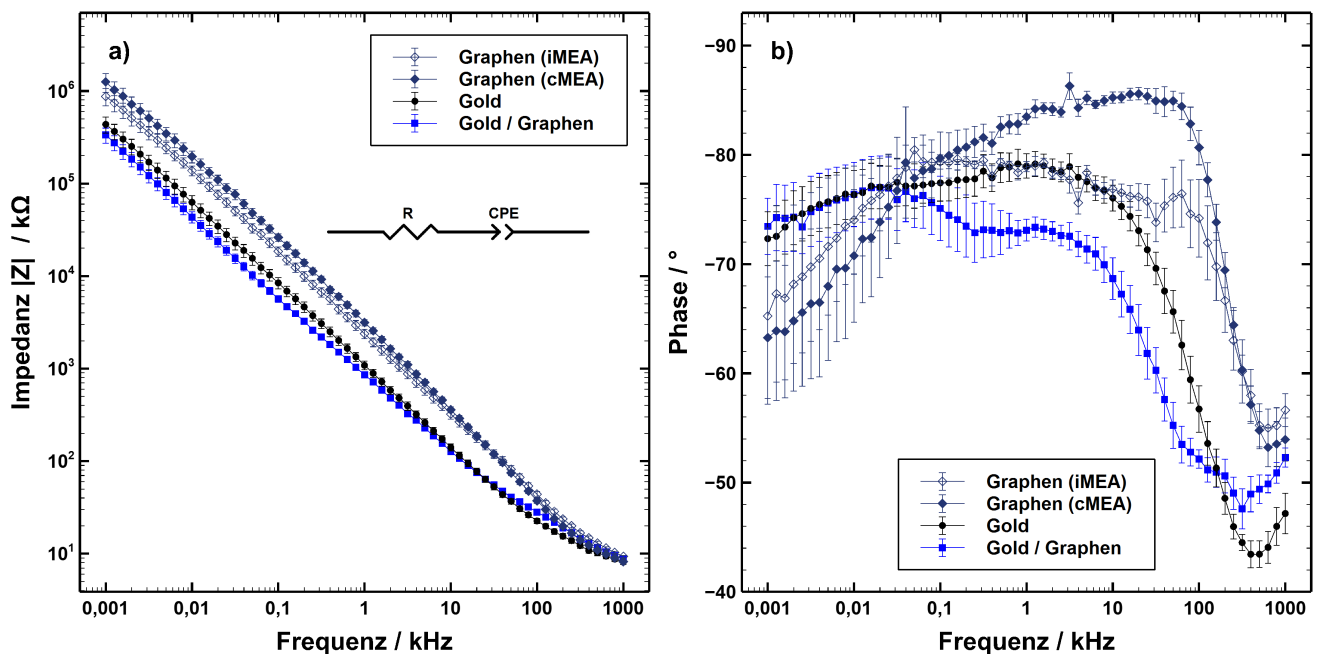 a)
Graphen (iMEA)
Graphen (cMEA)
Gold
Gold / Graphen
R CPE
Impedanz |Z| / kΩ
10⁶
10⁵
10⁴
10³
10²
10¹
0,001 0,01 0,1 1 10 100 1000
Frequenz / kHz
b)
Phase / °
−90
−80
−70
−60
−50
−40
Graphen (iMEA)
Graphen (cMEA)
Gold
Gold / Graphen
0,001 0,01 0,1 1 10 100 1000
Frequenz / kHz